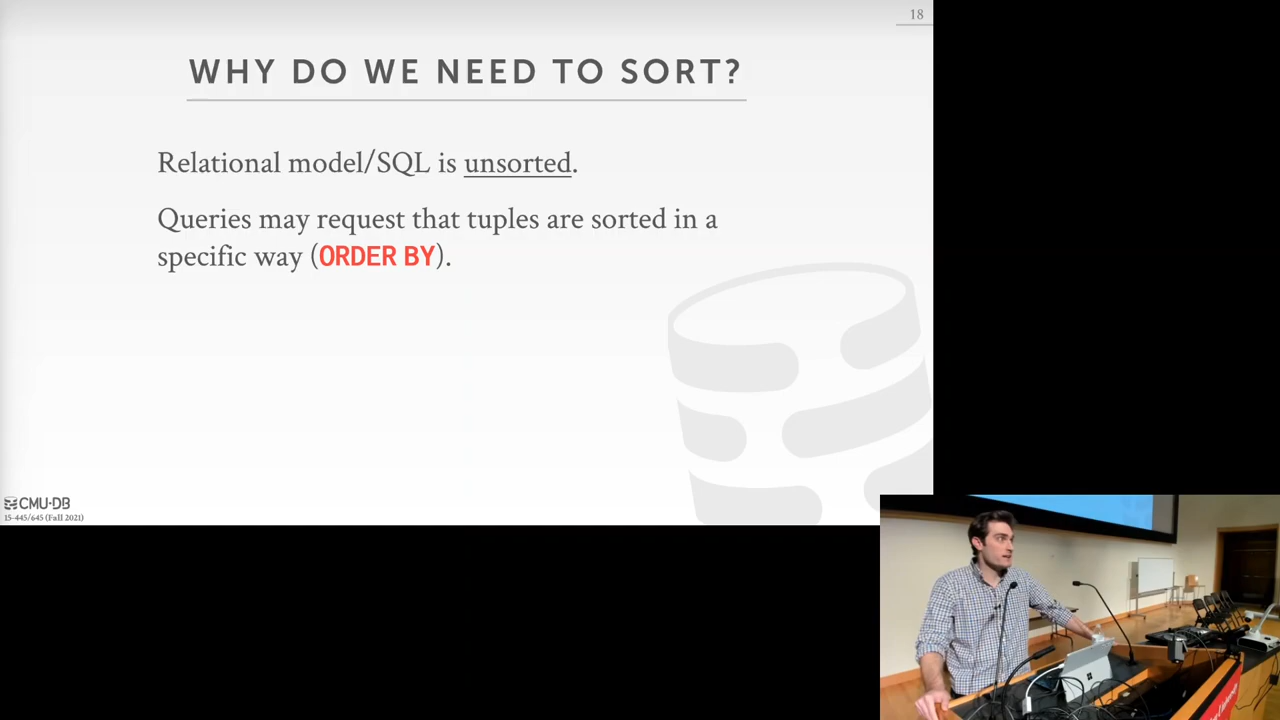 18
WHY DO WE NEED TO SORT?
Relational model/SQL is unsorted.
Queries may request that tuples are sorted in a
specific way (ORDER BY).
CMU·DB
15-445/645 (Fall 2021)